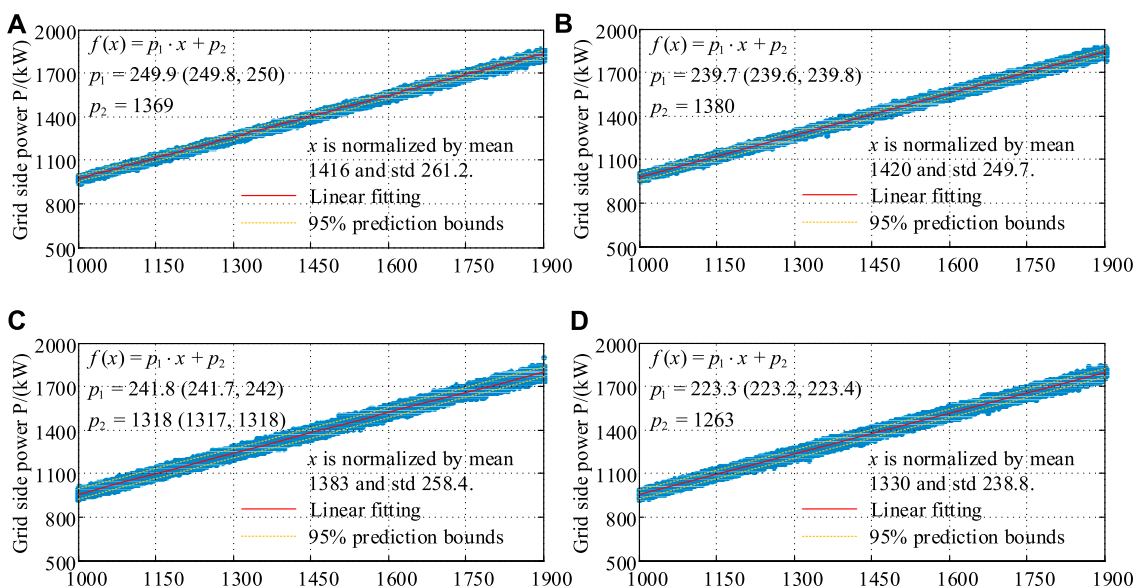 A
Grid side power P/(kW)
2000
1700
1400
1100
800
500
f(x) = p₁ · x + p₂
p₁ = 249.9 (249.8, 250)
p₂ = 1369
x is normalized by mean
1416 and std 261.2.
Linear fitting
95% prediction bounds
1000 1150 1300 1450 1600 1750 1900
B
Grid side power P/(kW)
2000
1700
1400
1100
800
500
f(x) = p₁ · x + p₂
p₁ = 239.7 (239.6, 239.8)
p₂ = 1380
x is normalized by mean
1420 and std 249.7.
Linear fitting
95% prediction bounds
1000 1150 1300 1450 1600 1750 1900
C
Grid side power P/(kW)
2000
1700
1400
1100
800
500
f(x) = p₁ · x + p₂
p₁ = 241.8 (241.7, 242)
p₂ = 1318 (1317, 1318)
x is normalized by mean
1383 and std 258.4.
Linear fitting
95% prediction bounds
1000 1150 1300 1450 1600 1750 1900
D
Grid side power P/(kW)
2000
1700
1400
1100
800
500
f(x) = p₁ · x + p₂
p₁ = 223.3 (223.2, 223.4)
p₂ = 1263
x is normalized by mean
1330 and std 238.8.
Linear fitting
95% prediction bounds
1000 1150 1300 1450 1600 1750 1900